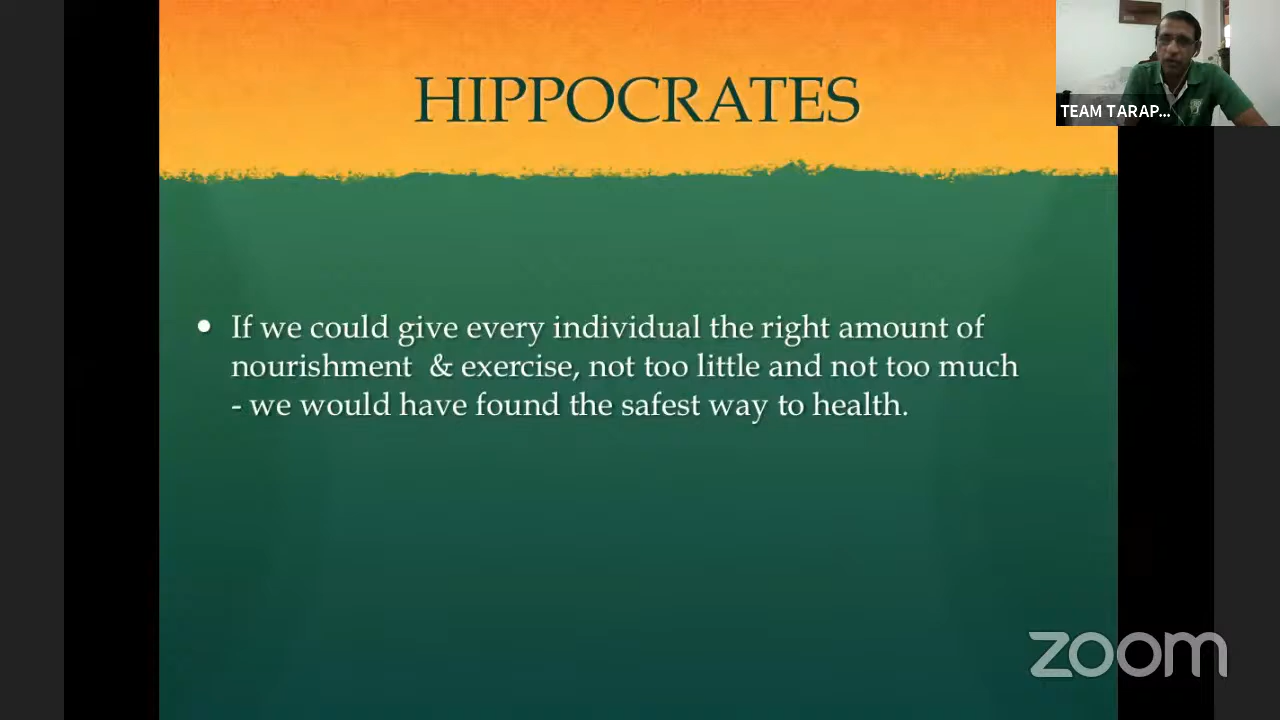 HIPPOCRATES
TEAM TARAP...
• If we could give every individual the right amount of
nourishment & exercise, not too little and not too much
- we would have found the safest way to health.
zoom